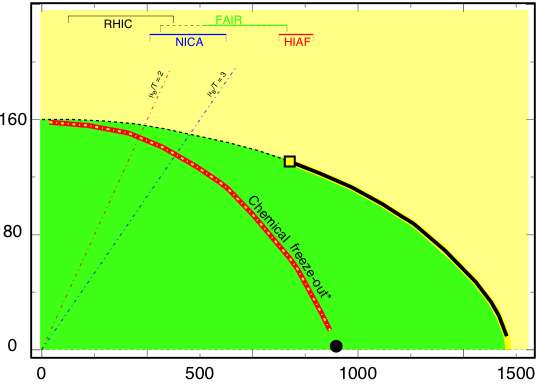 FAIR
RHIC
NICA
HIAF
μB/T = 2
μB/T = 3
160
Chemical freeze-out*
80
0
0
500
1000
1500